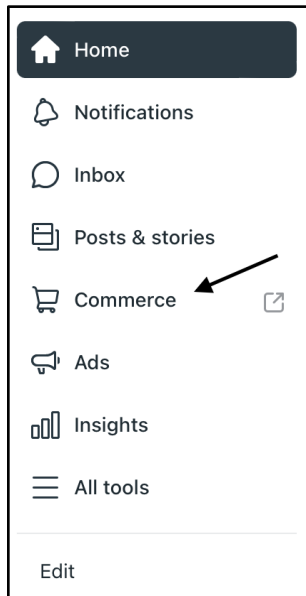 Home
Notifications
Inbox
Posts & stories
Commerce
Ads
Insights
All tools
Edit